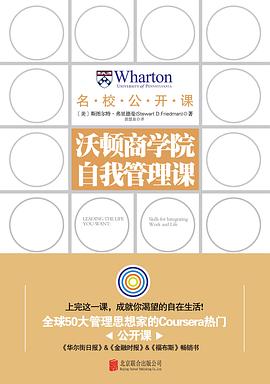 Wharton
UNIVERSITY of PENNSYLVANIA
名·校·公·开·课
〔美〕斯图尔特·弗里德曼(Stewart D.Friedman)◎著
沃顿商学院
自我管理课
LEADING THE LIFE
YOU WANT:
Skills for Integrating
Work and Life
上完这一课，成就你渴望的自在生活!
全球50大管理思想家的Coursera热门
公开课
《华尔街日报》&《金融时报》&《福布斯》畅销书
北京联合出版公司
Beijing United Publishing Co.,Ltd.